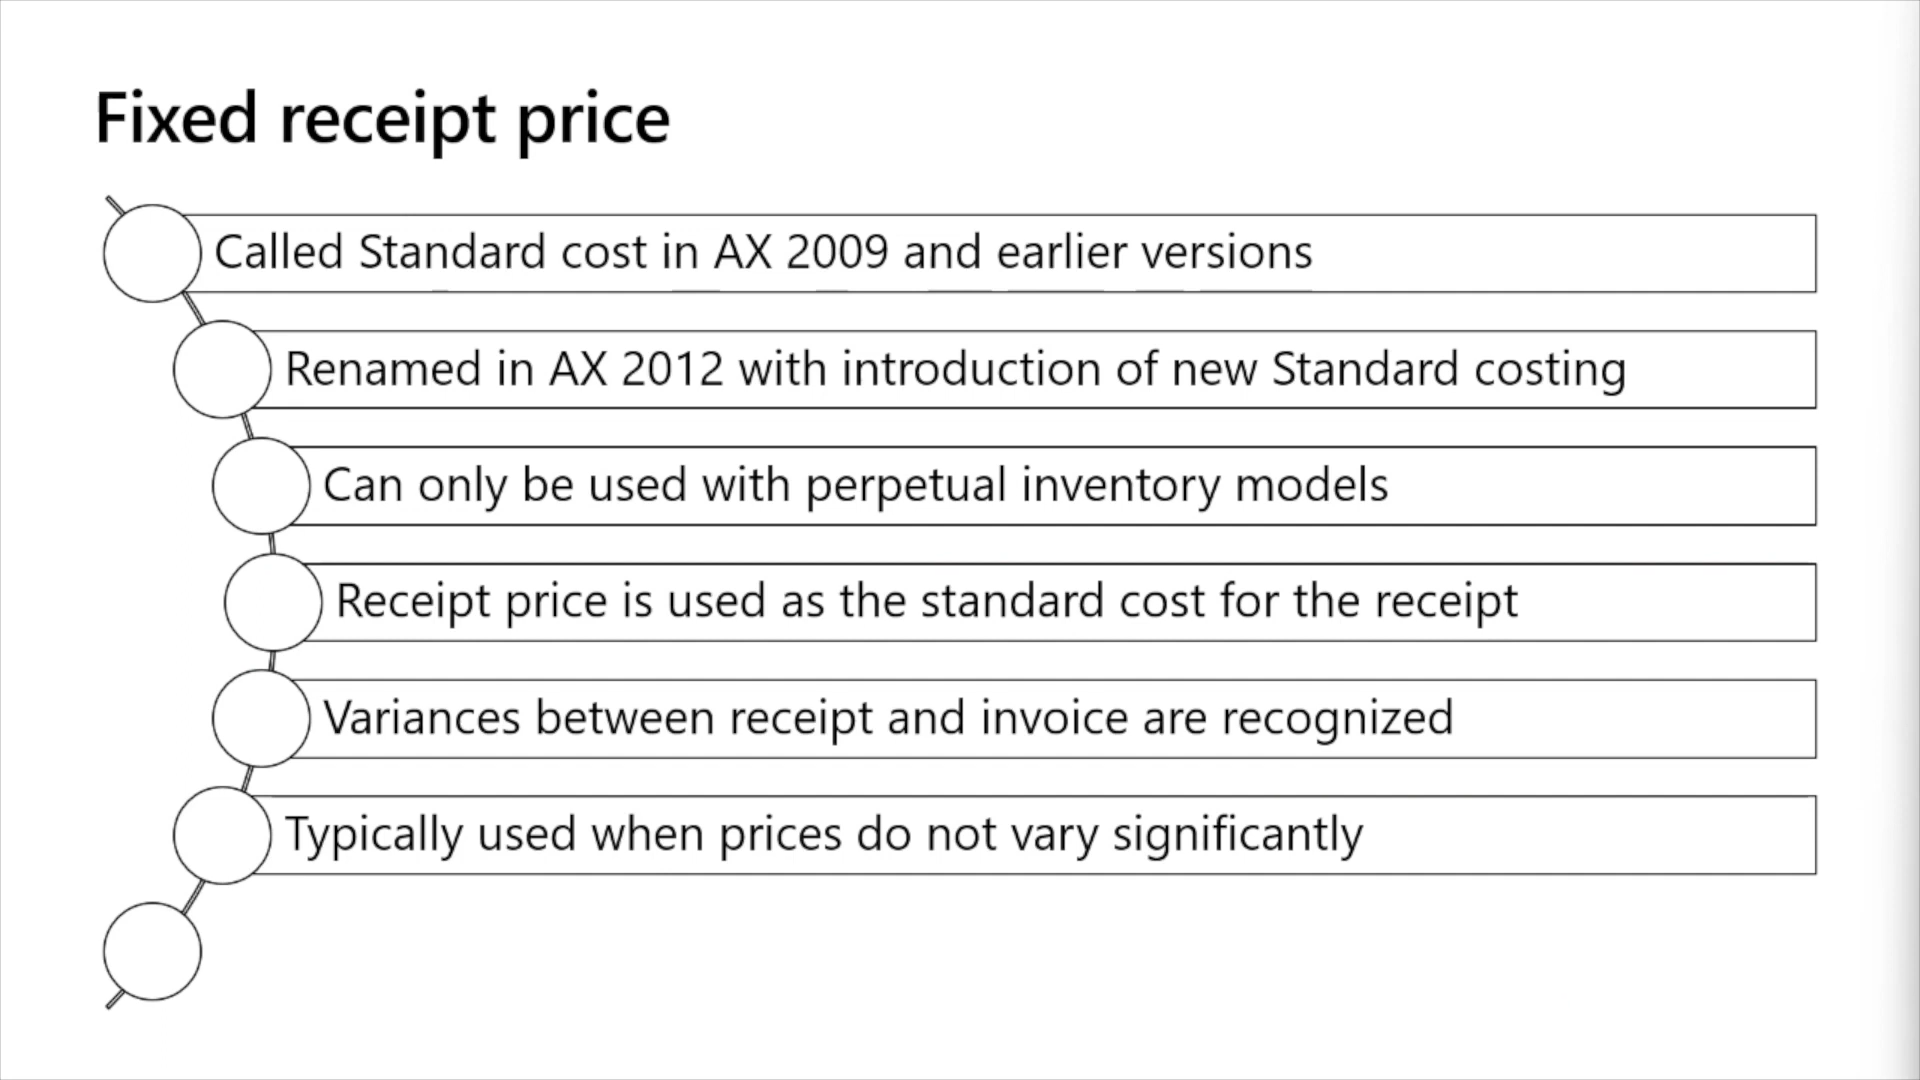 Fixed receipt price
Called Standard cost in AX 2009 and earlier versions
Renamed in AX 2012 with introduction of new Standard costing
Can only be used with perpetual inventory models
Receipt price is used as the standard cost for the receipt
Variances between receipt and invoice are recognized
Typically used when prices do not vary significantly